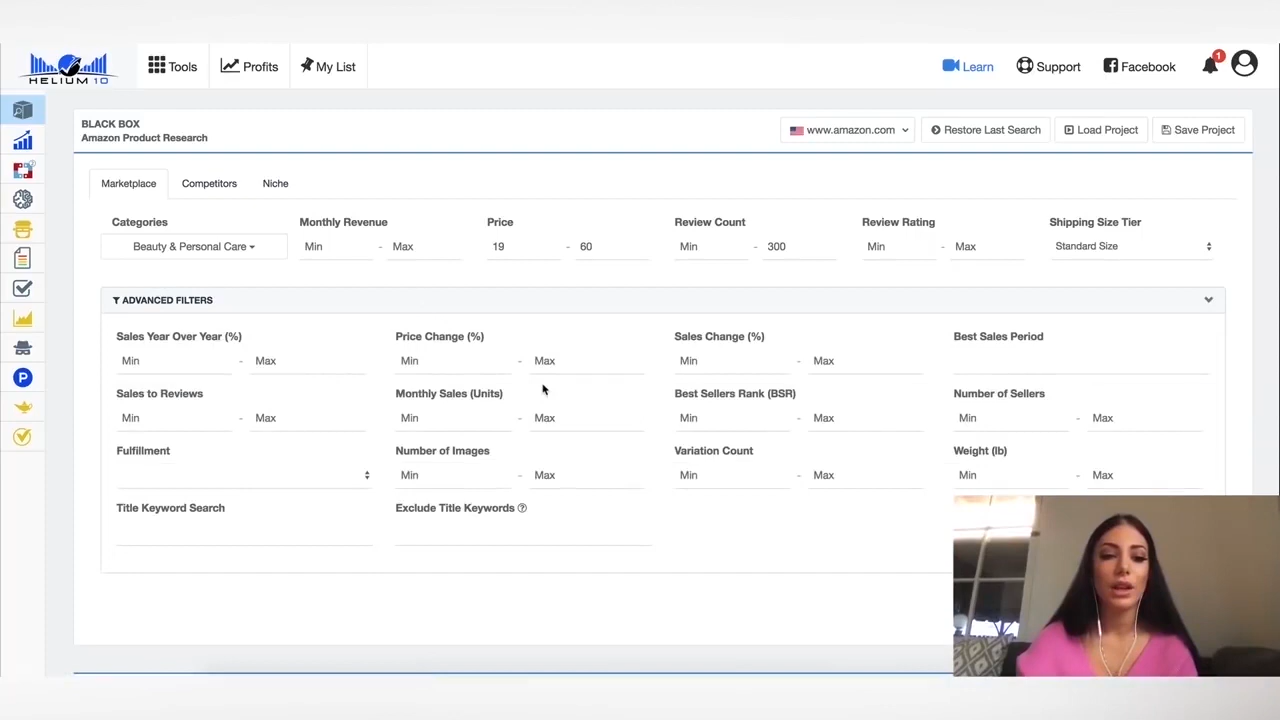 HELIUM 10
Tools
Profits
My List
Learn
Support
Facebook
1
BLACK BOX
Amazon Product Research
www.amazon.com
Restore Last Search
Load Project
Save Project
Marketplace
Competitors
Niche
Categories
Monthly Revenue
Price
Review Count
Review Rating
Shipping Size Tier
Beauty & Personal Care
Min - Max
19 - 60
Min - 300
Min - Max
Standard Size
ADVANCED FILTERS
Sales Year Over Year (%)
Price Change (%)
Sales Change (%)
Best Sales Period
Min - Max
Min - Max
Min - Max
Sales to Reviews
Monthly Sales (Units)
Best Sellers Rank (BSR)
Number of Sellers
Min - Max
Min - Max
Min - Max
Min - Max
Fulfillment
Number of Images
Variation Count
Weight (lb)
Min - Max
Min - Max
Min - Max
Title Keyword Search
Exclude Title Keywords
P